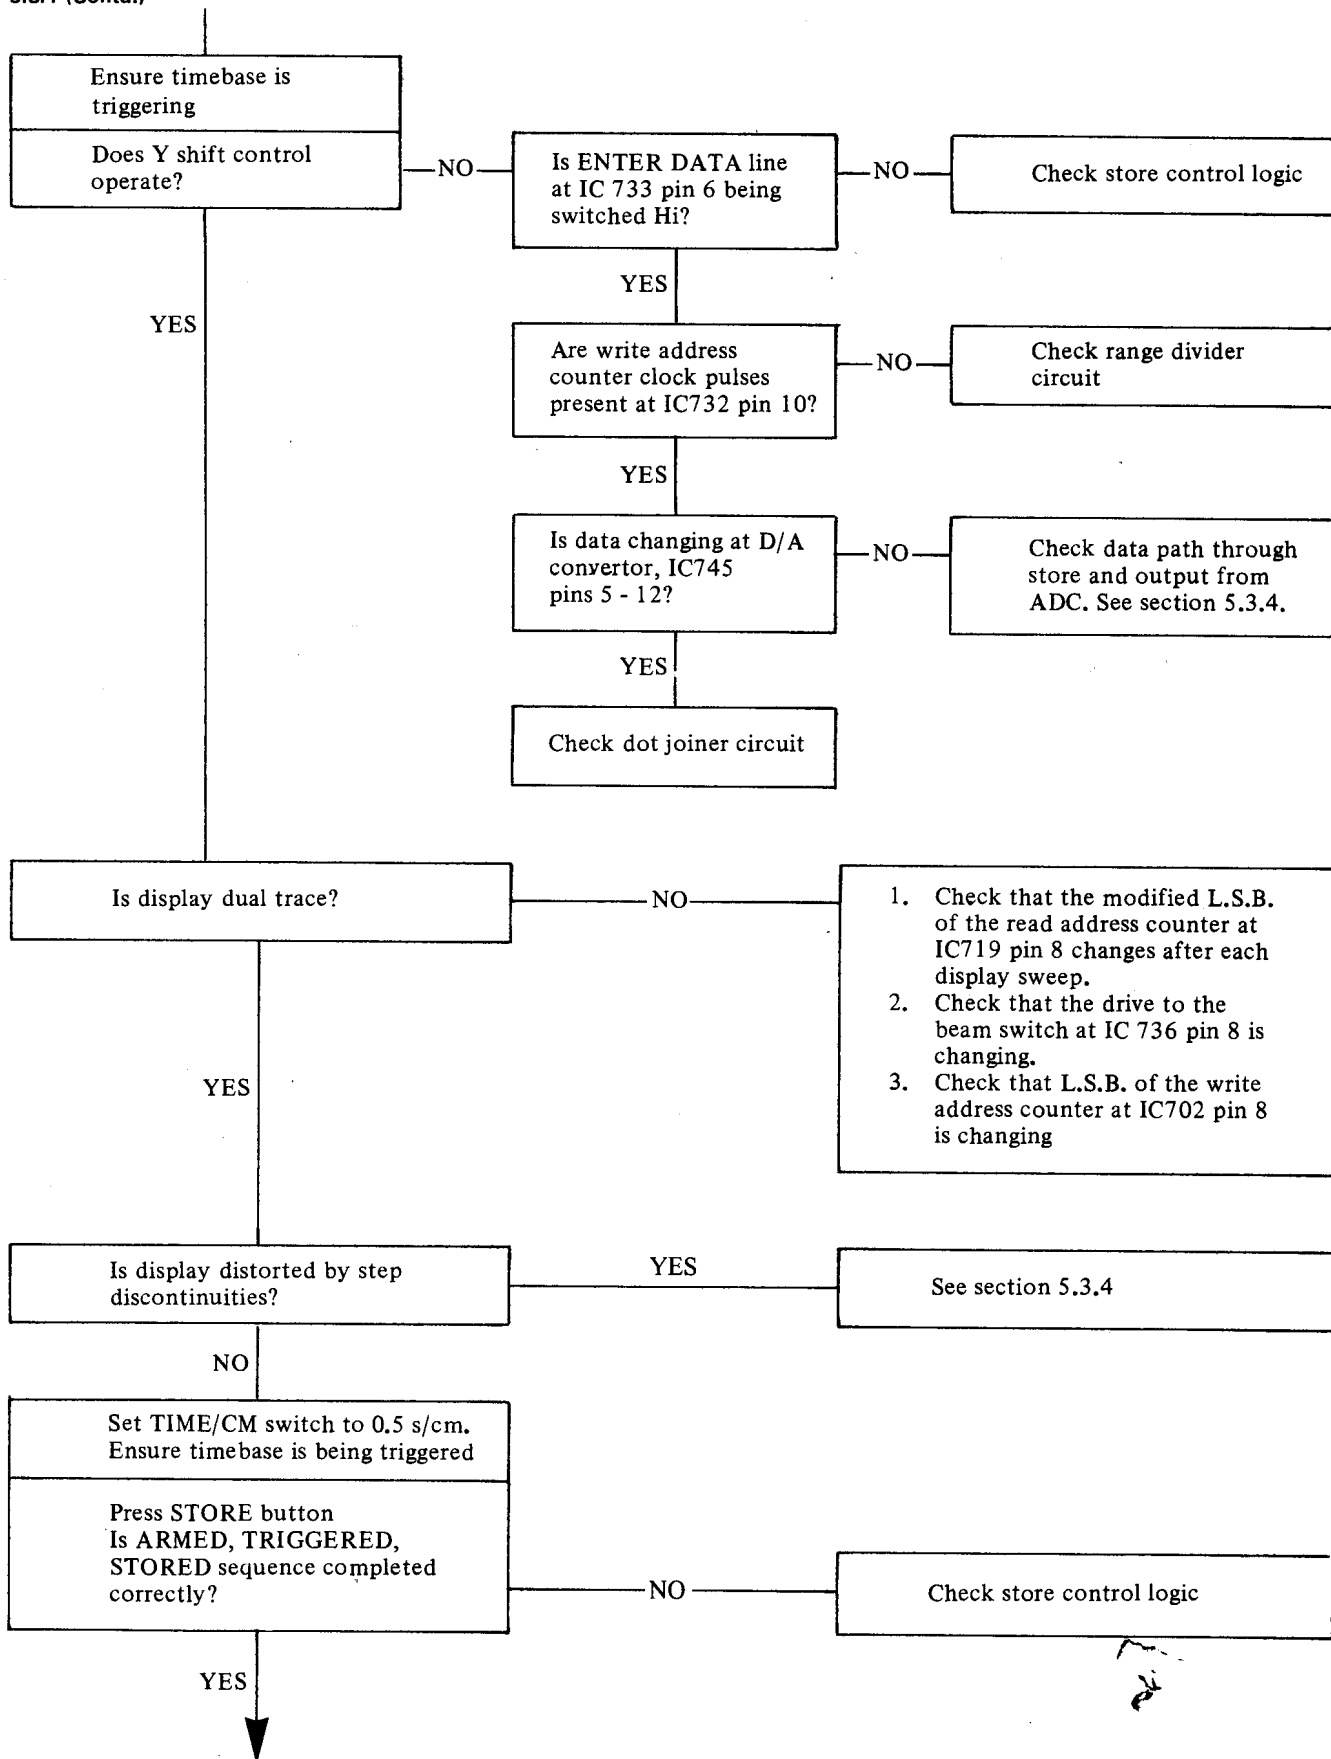 Ensure timebase is
triggering
Does Y shift control
operate?
NO
Is ENTER DATA line
at IC 733 pin 6 being
switched Hi?
NO
Check store control logic
YES
YES
Are write address
counter clock pulses
present at IC732 pin 10?
NO
Check range divider
circuit
YES
Is data changing at D/A
convertor, IC745
pins 5 - 12?
NO
Check data path through
store and output from
ADC. See section 5.3.4.
YES
Check dot joiner circuit
Is display dual trace?
NO
1. Check that the modified L.S.B.
of the read address counter at
IC719 pin 8 changes after each
display sweep.
2. Check that the drive to the
beam switch at IC 736 pin 8 is
changing.
3. Check that L.S.B. of the write
address counter at IC702 pin 8
is changing
YES
Is display distorted by step
discontinuities?
YES
See section 5.3.4
NO
Set TIME/CM switch to 0.5 s/cm.
Ensure timebase is being triggered
Press STORE button
Is ARMED, TRIGGERED,
STORED sequence completed
correctly?
NO
Check store control logic
YES